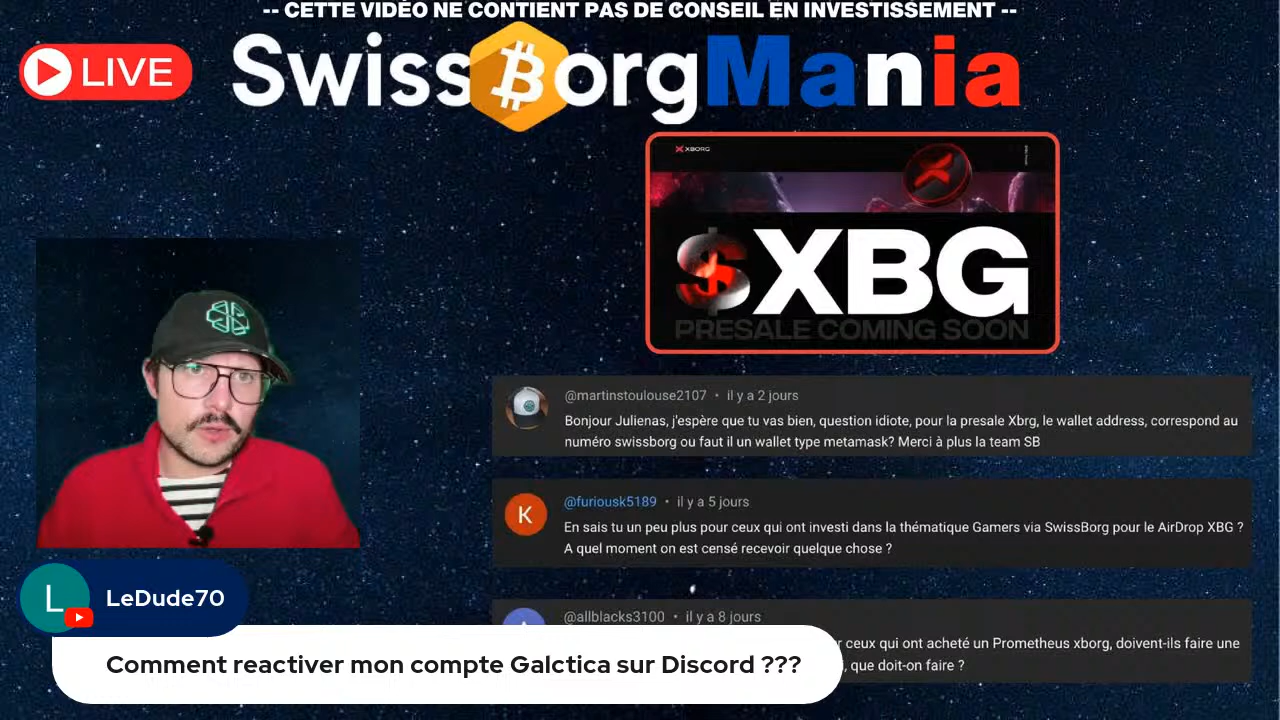 -- CETTE VIDÉO NE CONTIENT PAS DE CONSEIL EN INVESTISSEMENT --
LIVE
SwissBorgMania
XBORG
$XBG
PRESALE COMING SOON
@martinstoulouse2107 • il y a 2 jours
Bonjour Julienas, j'espère que tu vas bien, question idiote, pour la presale Xbrg, le wallet address, correspond au
numéro swissborg ou faut il un wallet type metamask? Merci à plus la team SB
K
@furiousk5189 • il y a 5 jours
En sais tu un peu plus pour ceux qui ont investi dans la thématique Gamers via SwissBorg pour le AirDrop XBG ?
A quel moment on est censé recevoir quelque chose ?
@allblacks3100 • il y a 8 jours
ceux qui ont acheté un Prometheus xborg, doivent-ils faire une
, que doit-on faire ?
L
LeDude70
Comment reactiver mon compte Galctica sur Discord ???